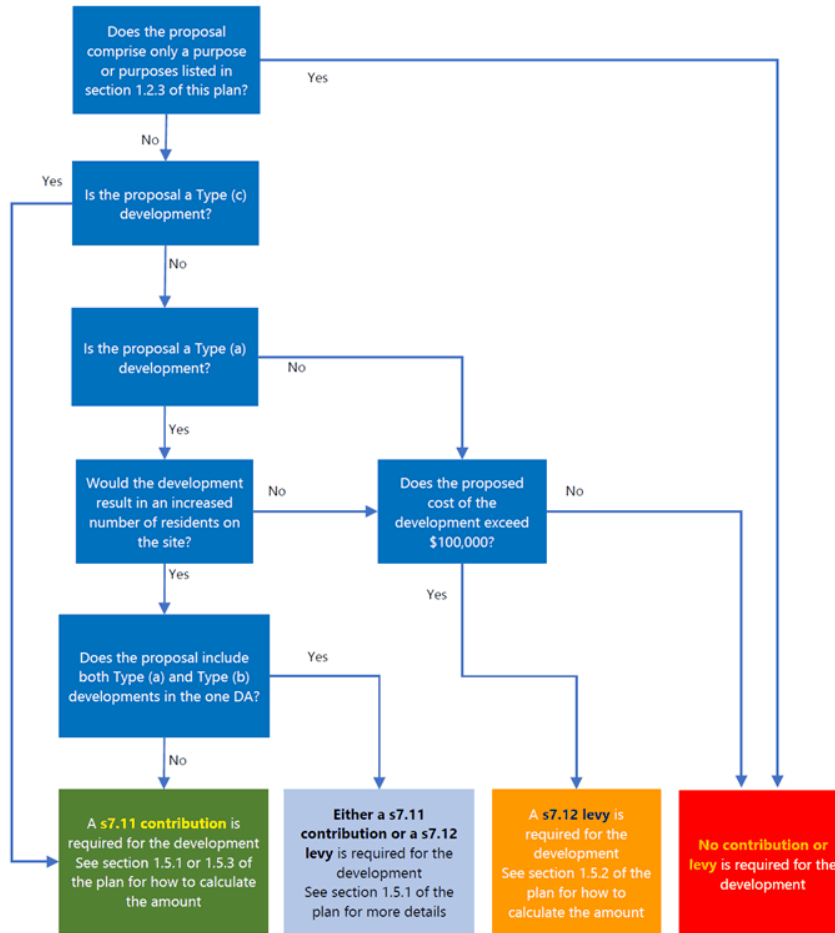 Does the proposal
comprise only a purpose
or purposes listed in
section 1.2.3 of this plan?
Yes
No
Yes
Is the proposal a Type (c)
development?
No
Is the proposal a Type (a)
development?
No
Yes
Would the development
result in an increased
number of residents on
the site?
No
Does the proposed
cost of the
development exceed
$100,000?
No
Yes
Yes
Does the proposal include
both Type (a) and Type (b)
developments in the one DA?
Yes
No
A s7.11 contribution is
required for the development
See section 1.5.1 or 1.5.3
of the plan for how to calculate
the amount
Either a s7.11
contribution or a s7.12
levy is required for the
development
See section 1.5.1 of the
plan for more details
A s7.12 levy is
required for the
development
See section 1.5.2 of the
plan for how to
calculate the amount
No contribution or
levy is required for the
development